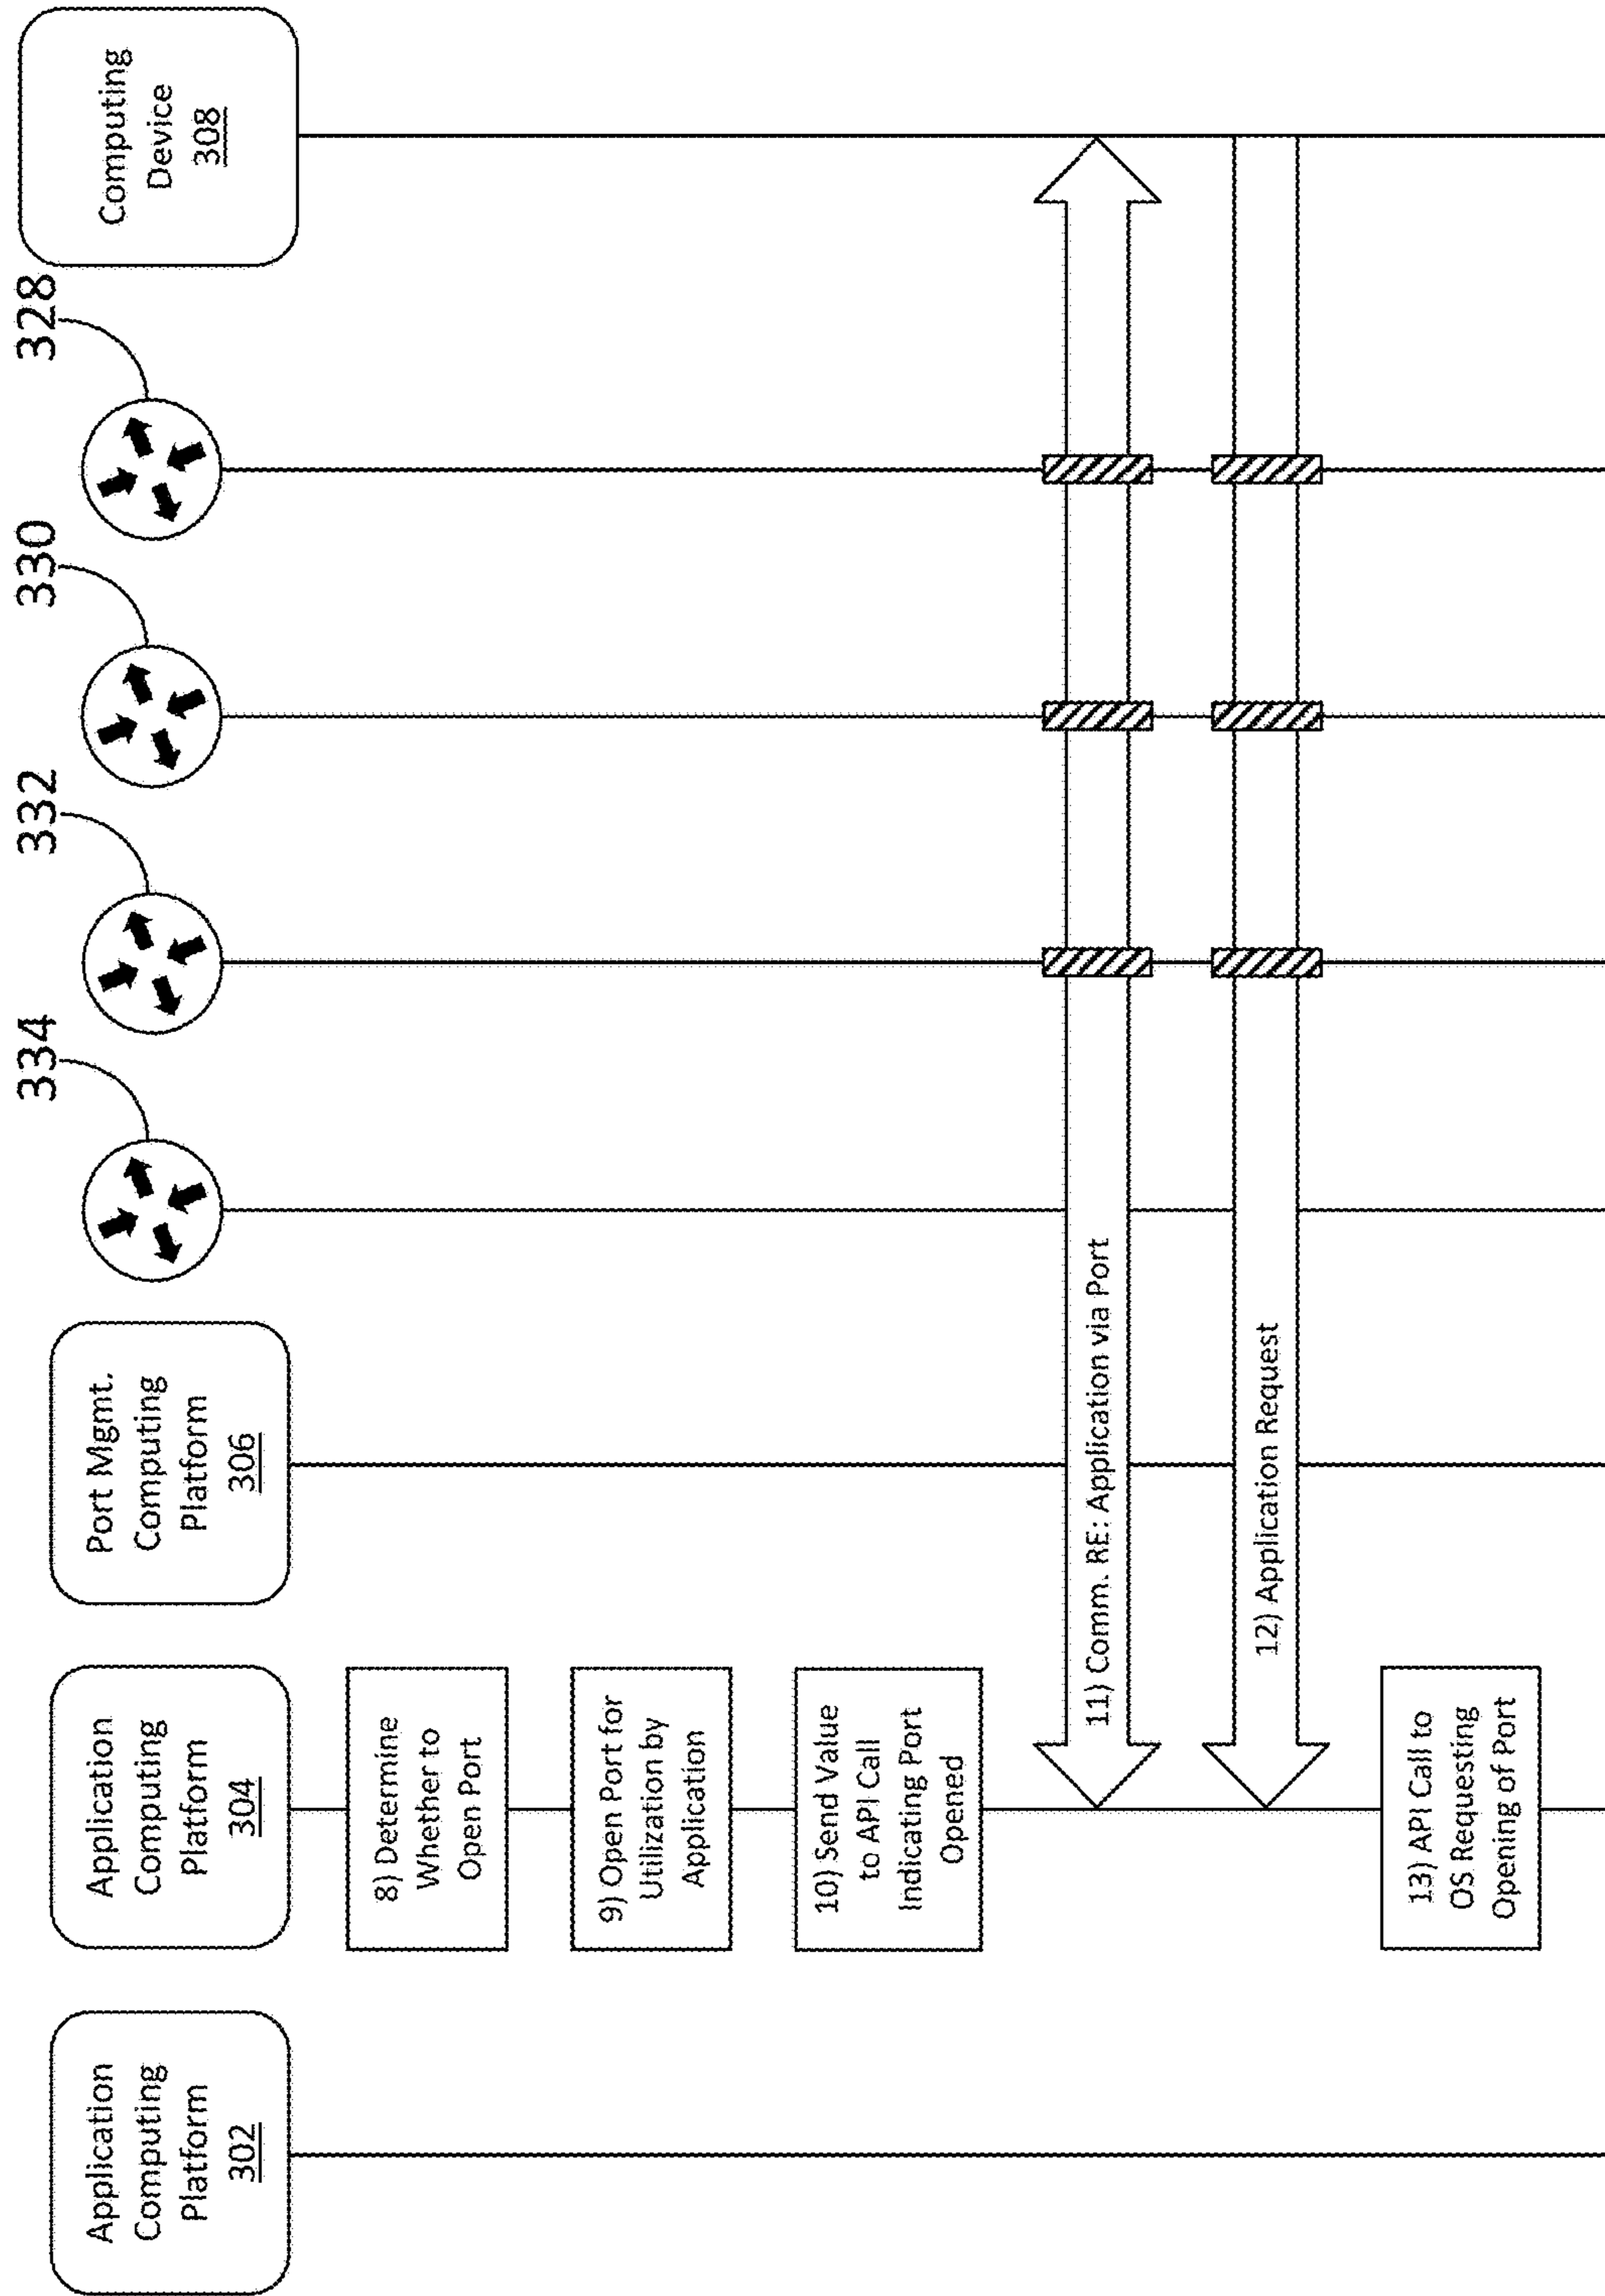 Application
Computing
Platform
302
Application
Computing
Platform
304
Port Mgmt.
Computing
Platform
306
334
332
330
328
Computing
Device
308
8) Determine
Whether to
Open Port
9) Open Port for
Utilization by
Application
10) Send Value
to API Call
Indicating Port
Opened
11) Comm. RE: Application via Port
12) Application Request
13) API Call to
OS Requesting
Opening of Port